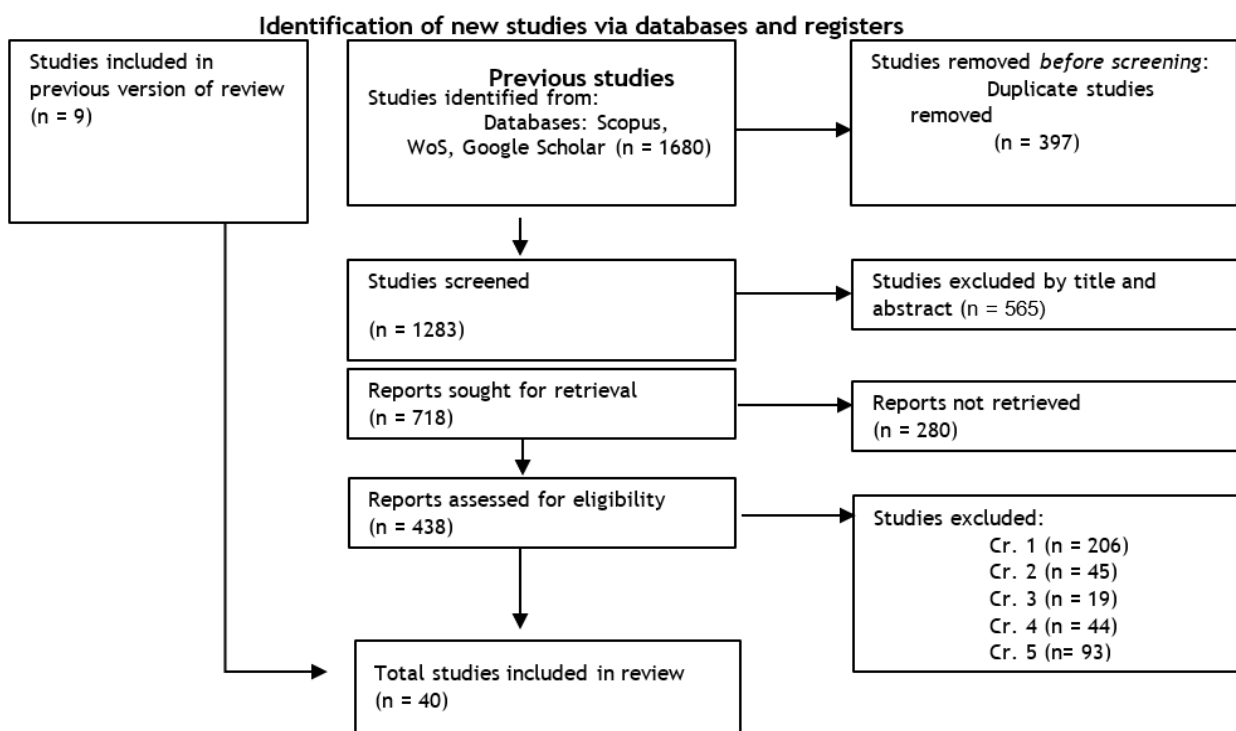 Identification of new studies via databases and registers
Studies included in
previous version of review
(n = 9)
Previous studies
Studies identified from:
Databases: Scopus,
WoS, Google Scholar (n = 1680)
Studies removed before screening:
Duplicate studies
removed
(n = 397)
Studies screened
(n = 1283)
Studies excluded by title and
abstract (n = 565)
Reports sought for retrieval
(n = 718)
Reports not retrieved
(n = 280)
Reports assessed for eligibility
(n = 438)
Studies excluded:
Cr. 1 (n = 206)
Cr. 2 (n = 45)
Cr. 3 (n = 19)
Cr. 4 (n = 44)
Cr. 5 (n= 93)
Total studies included in review
(n = 40)